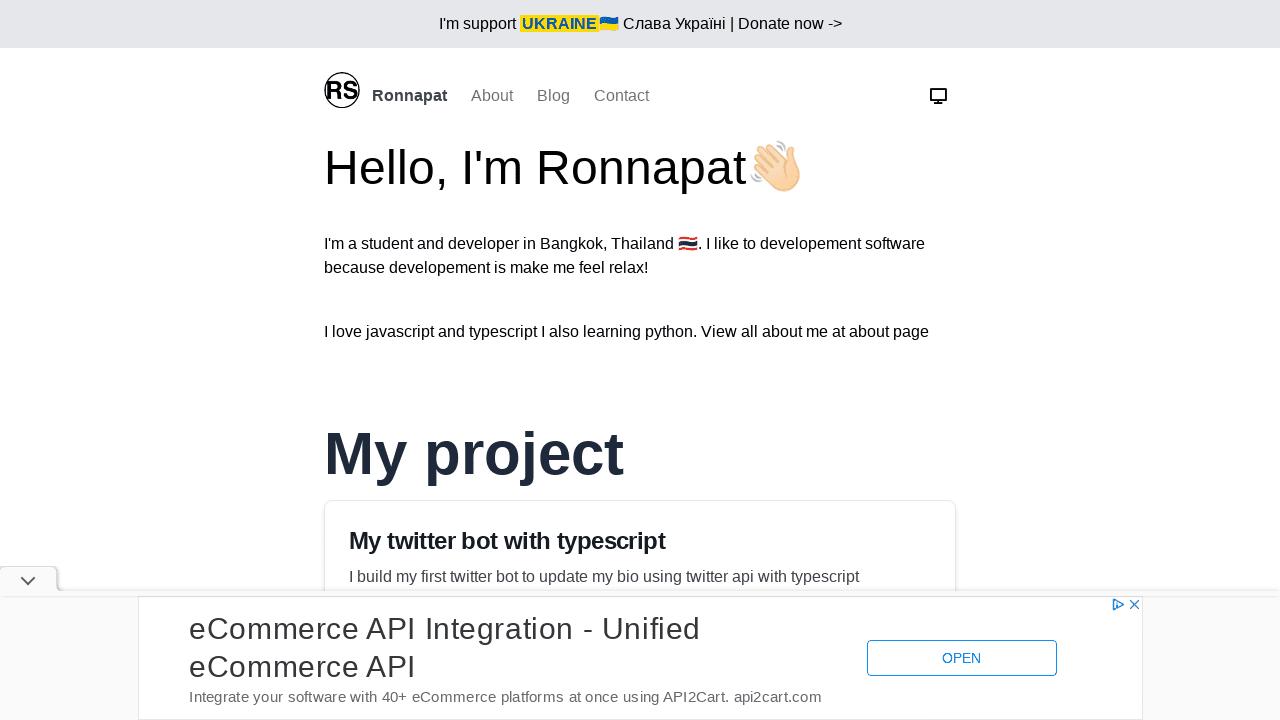 I'm support UKRAINE🇺🇦 Слава Україні | Donate now ->
RS
Ronnapat About Blog Contact
Hello, I'm Ronnapat👋🏻
I'm a student and developer in Bangkok, Thailand 🇹🇭. I like to developement software
because developement is make me feel relax!
I love javascript and typescript I also learning python. View all about me at about page
My project
My twitter bot with typescript
I build my first twitter bot to update my bio using twitter api with typescript
eCommerce API Integration - Unified
eCommerce API
Integrate your software with 40+ eCommerce platforms at once using API2Cart. api2cart.com
OPEN